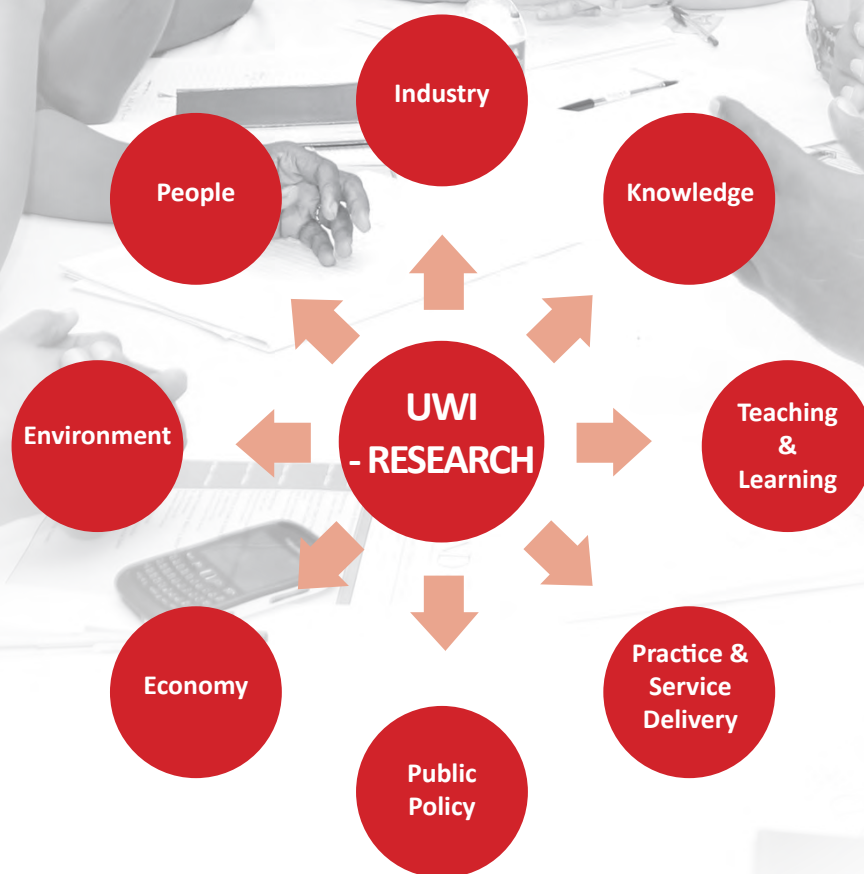 Industry
People
Knowledge
UWI
- RESEARCH
Environment
Teaching
&
Learning
Economy
Practice &
Service
Delivery
Public
Policy